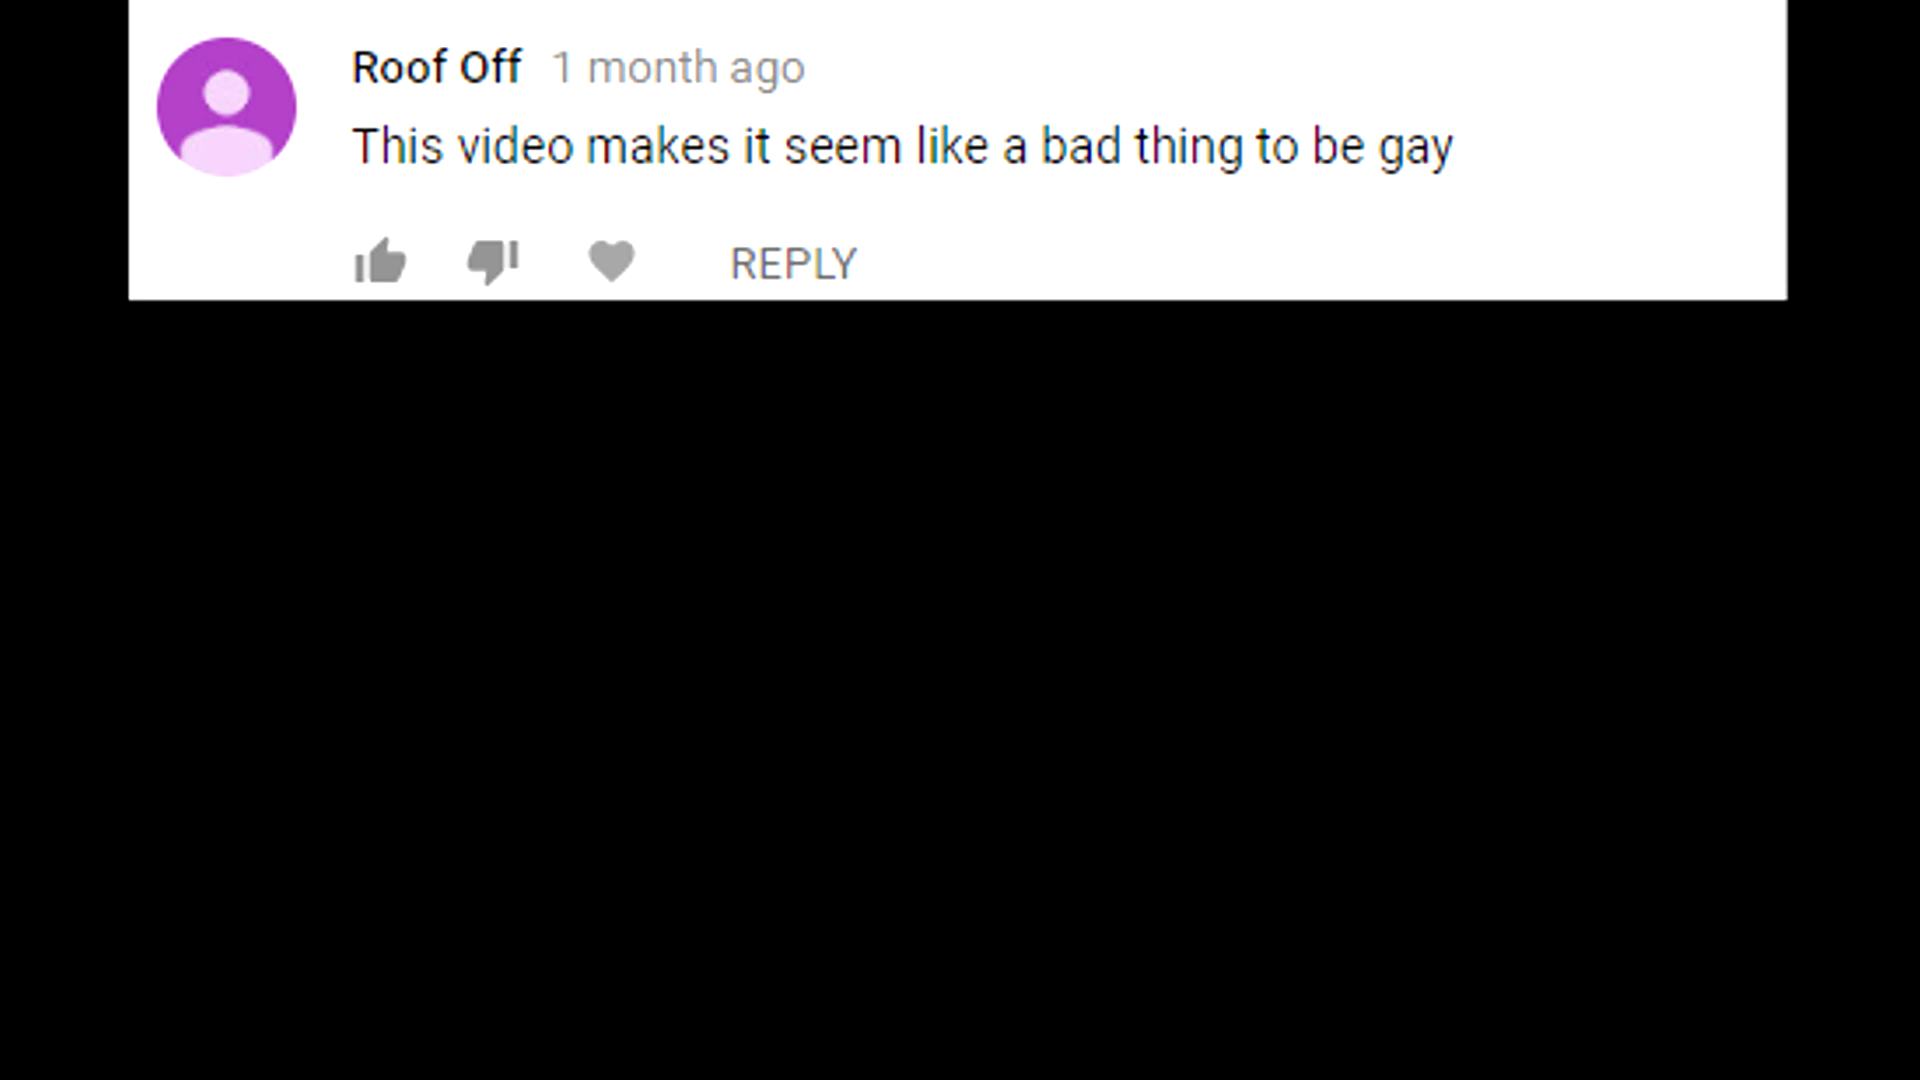 Roof Off 1 month ago
This video makes it seem like a bad thing to be gay
REPLY